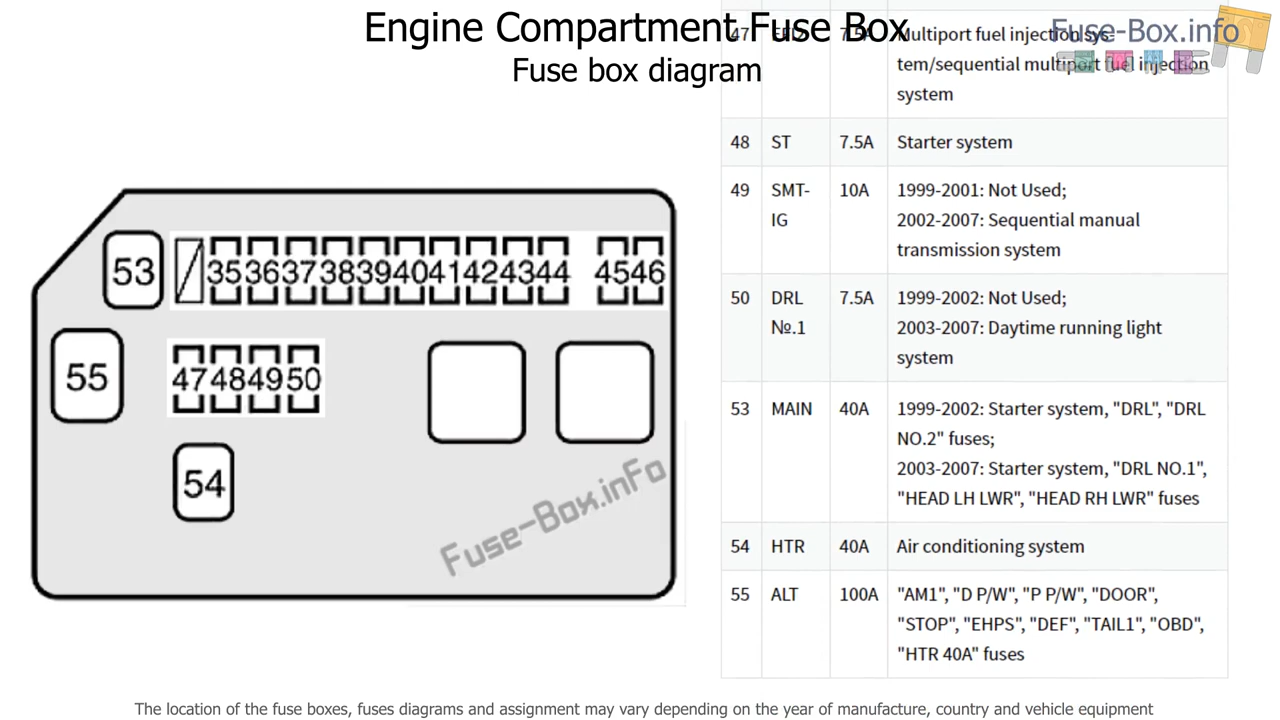 Engine Compartment Fuse Box
Fuse box diagram
Fuse-Box.info
53 35 36 37 38 39 40 41 42 43 44 45 46
55 47 48 49 50
54
Fuse-Box.inFo
47 7.5A Multiport fuel injection sys-
tem/sequential multiport fuel injection
system
48 ST 7.5A Starter system
49 SMT- 10A 1999-2001: Not Used;
IG 2002-2007: Sequential manual
transmission system
50 DRL 7.5A 1999-2002: Not Used;
№.1 2003-2007: Daytime running light
system
53 MAIN 40A 1999-2002: Starter system, "DRL", "DRL
NO.2" fuses;
2003-2007: Starter system, "DRL NO.1",
"HEAD LH LWR", "HEAD RH LWR" fuses
54 HTR 40A Air conditioning system
55 ALT 100A "AM1", "D P/W", "P P/W", "DOOR",
"STOP", "EHPS", "DEF", "TAIL1", "OBD",
"HTR 40A" fuses
The location of the fuse boxes, fuses diagrams and assignment may vary depending on the year of manufacture, country and vehicle equipment